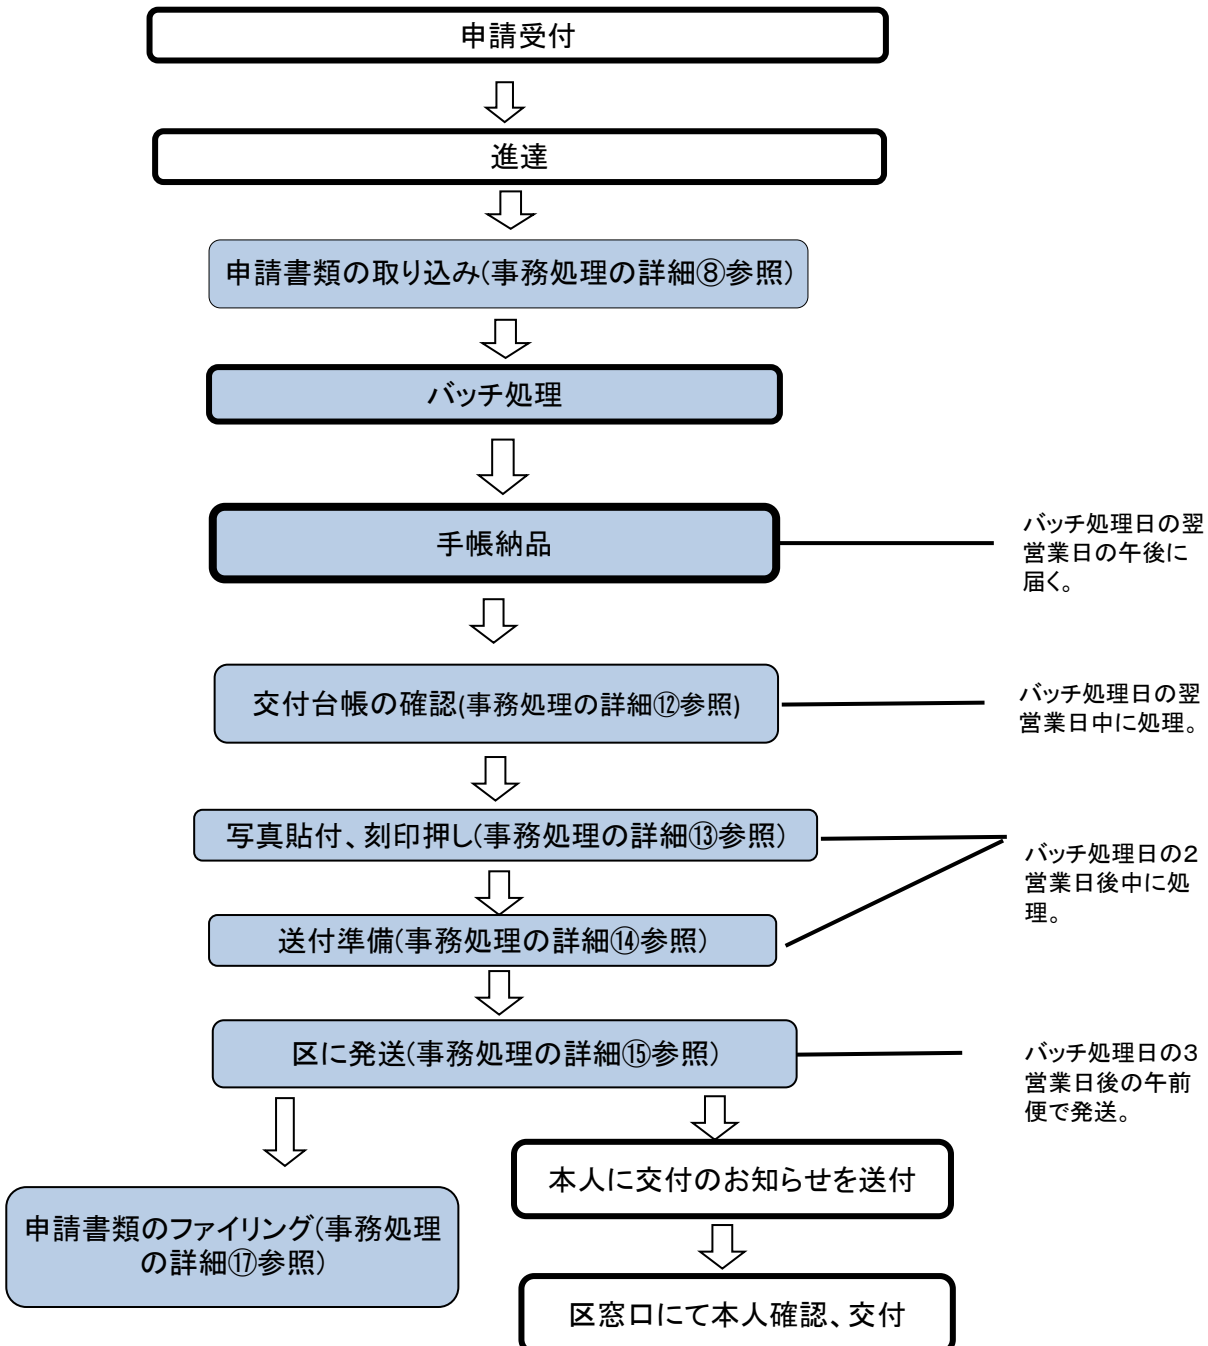 申請受付
進達
申請書類の取り込み(事務処理の詳細⑧参照)
バッチ処理
手帳納品
バッチ処理日の翌
営業日の午後に
届く。
交付台帳の確認(事務処理の詳細⑫参照)
バッチ処理日の翌
営業日中に処理。
写真貼付、刻印押し(事務処理の詳細⑬参照)
バッチ処理日の2
営業日後中に処
理。
送付準備(事務処理の詳細⑭参照)
区に発送(事務処理の詳細⑮参照)
バッチ処理日の3
営業日後の午前
便で発送。
本人に交付のお知らせを送付
申請書類のファイリング(事務処理
の詳細⑰参照)
区窓口にて本人確認、交付